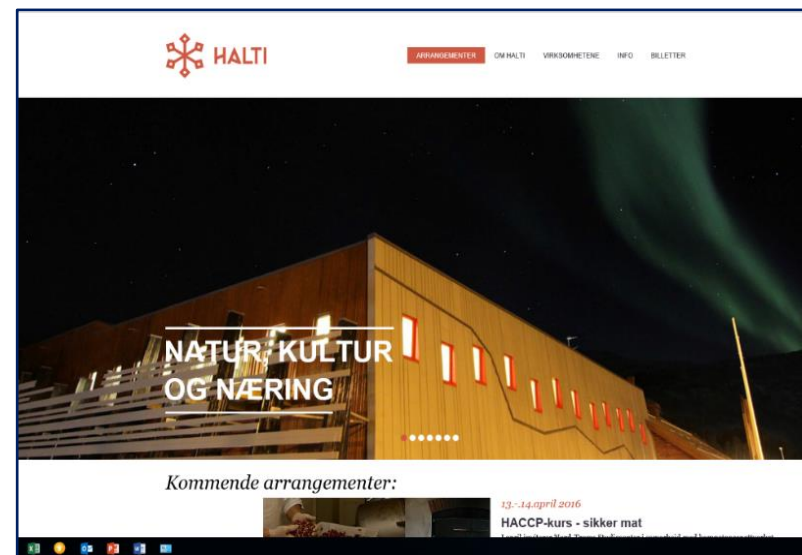 HALTI
ARRANGEMENTER OM HALTI VIRKSOMHETENE INFO BILLETTER
NATUR, KULTUR
OG NÆRING
Kommende arrangementer:
13.-.14.april 2016
HACCP-kurs - sikker mat